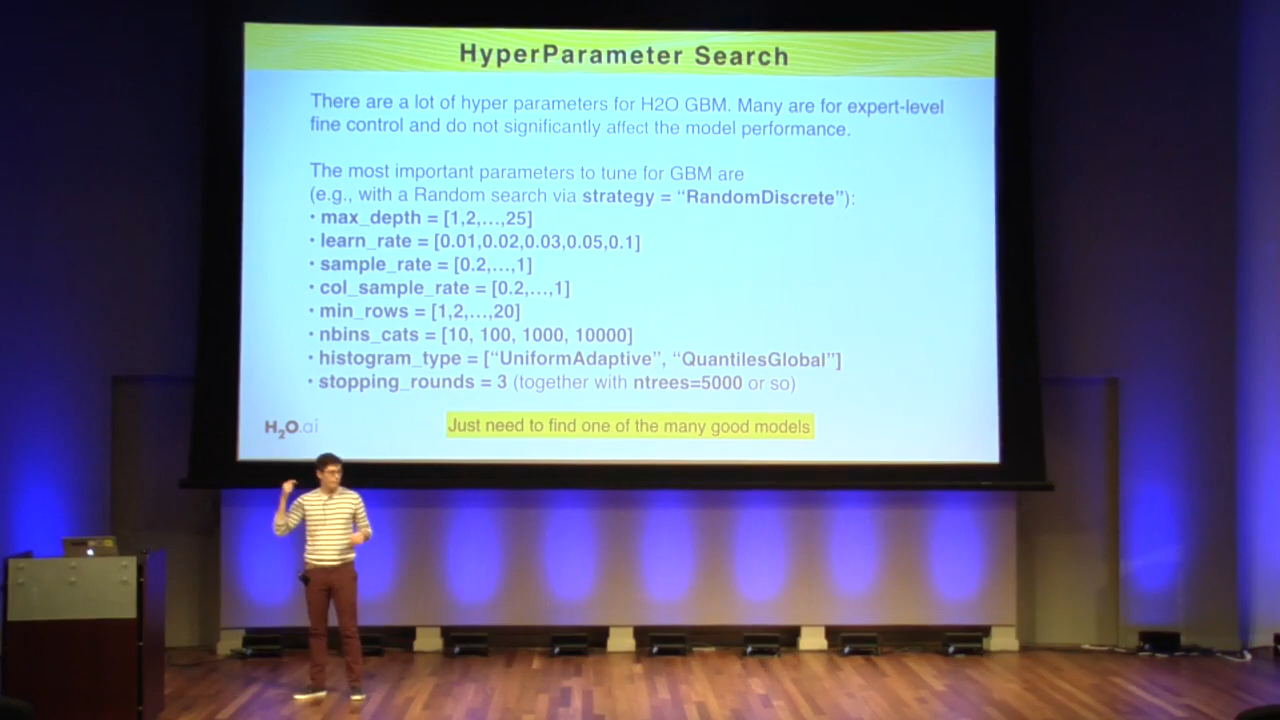 HyperParameter Search
There are a lot of hyper parameters for H2O GBM. Many are for expert-level
fine control and do not significantly affect the model performance.
The most important parameters to tune for GBM are
(e.g., with a Random search via strategy = “RandomDiscrete”):
• max_depth = [1,2,...,25]
• learn_rate = [0.01,0.02,0.03,0.05,0.1]
• sample_rate = [0.2,...,1]
• col_sample_rate = [0.2,...,1]
• min_rows = [1,2,...,20]
• nbins_cats = [10, 100, 1000, 10000]
• histogram_type = [“UniformAdaptive”, “QuantilesGlobal”]
• stopping_rounds = 3 (together with ntrees=5000 or so)
H2O.ai
Just need to find one of the many good models